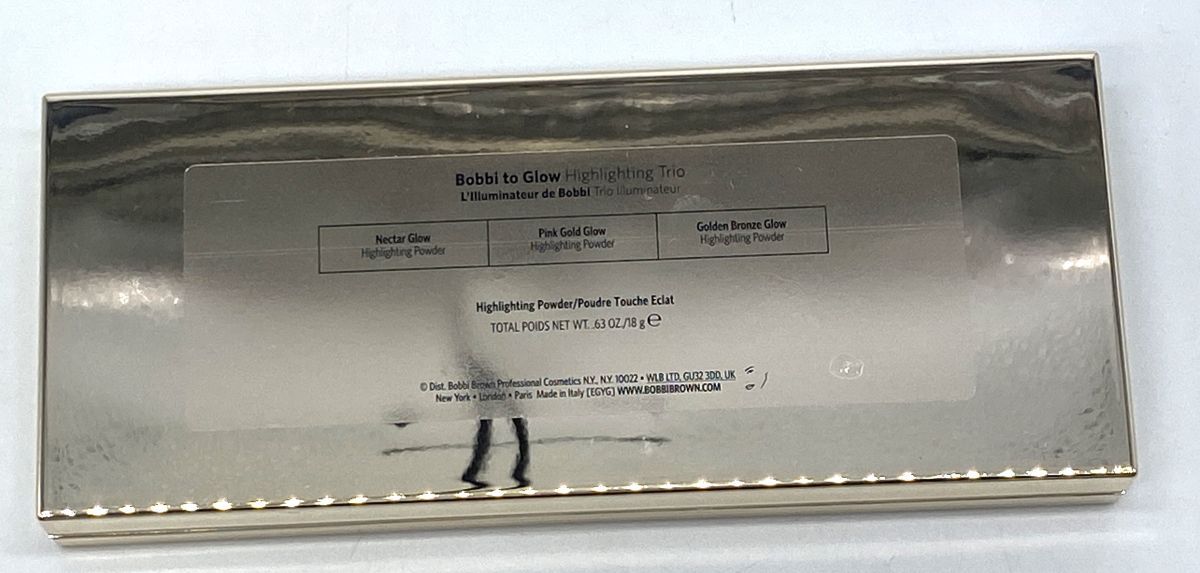 Bobbi to Glow Highlighting Trio
L'Illuminateur de Bobbi Trio Illuminateur
Nectar Glow
Highlighting Powder
Pink Gold Glow
Highlighting Powder
Golden Bronze Glow
Highlighting Powder
Highlighting Powder/Poudre Touche Eclat
TOTAL POIDS NET WT. .63 OZ./18 g ℮
© Dist. Bobbi Brown Professional Cosmetics N.Y., N.Y. 10022 • WLB LTD, GU32 3DD, UK
New York • London • Paris Made in Italy [EGYG] WWW.BOBBIBROWN.COM